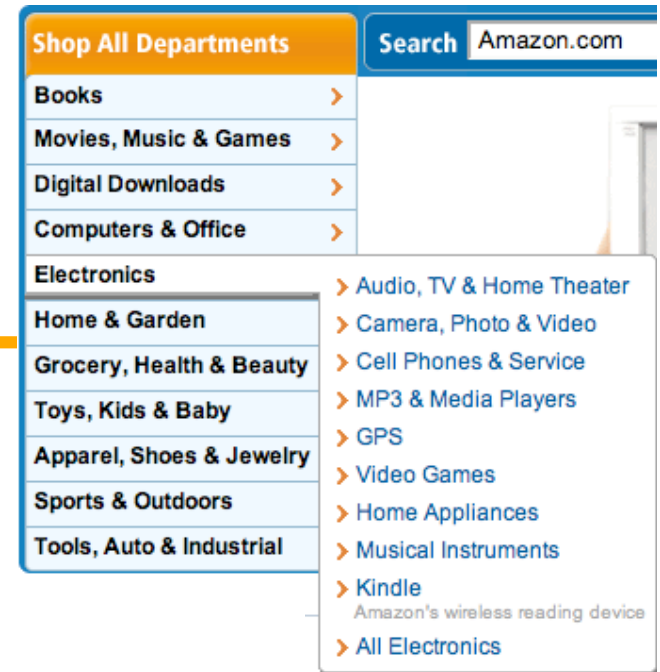 Shop All Departments
Search Amazon.com
Books
Movies, Music & Games
Digital Downloads
Computers & Office
Electronics
Home & Garden
Grocery, Health & Beauty
Toys, Kids & Baby
Apparel, Shoes & Jewelry
Sports & Outdoors
Tools, Auto & Industrial
Audio, TV & Home Theater
Camera, Photo & Video
Cell Phones & Service
MP3 & Media Players
GPS
Video Games
Home Appliances
Musical Instruments
Kindle
Amazon's wireless reading device
All Electronics